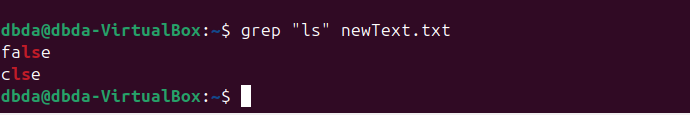 dbda@dbda-VirtualBox:~$ grep "ls" newText.txt
false
clse
dbda@dbda-VirtualBox:~$